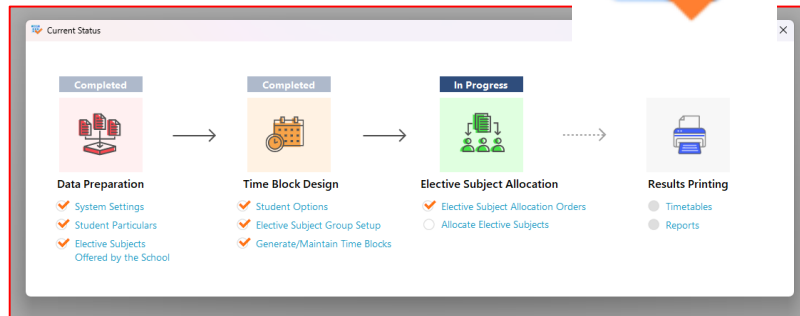 Current Status
Completed
Completed
In Progress
Data Preparation
Time Block Design
Elective Subject Allocation
Results Printing
System Settings
Student Particulars
Elective Subjects
Offered by the School
Student Options
Elective Subject Group Setup
Generate/Maintain Time Blocks
Elective Subject Allocation Orders
Allocate Elective Subjects
Timetables
Reports